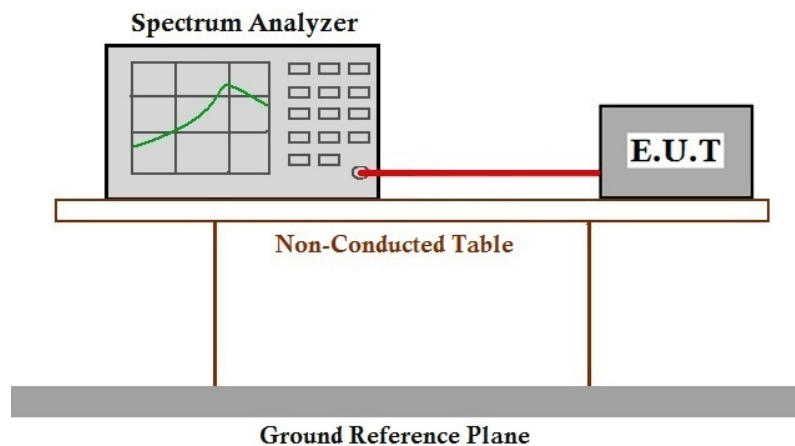 Spectrum Analyzer
E.U.T
Non-Conducted Table
Ground Reference Plane